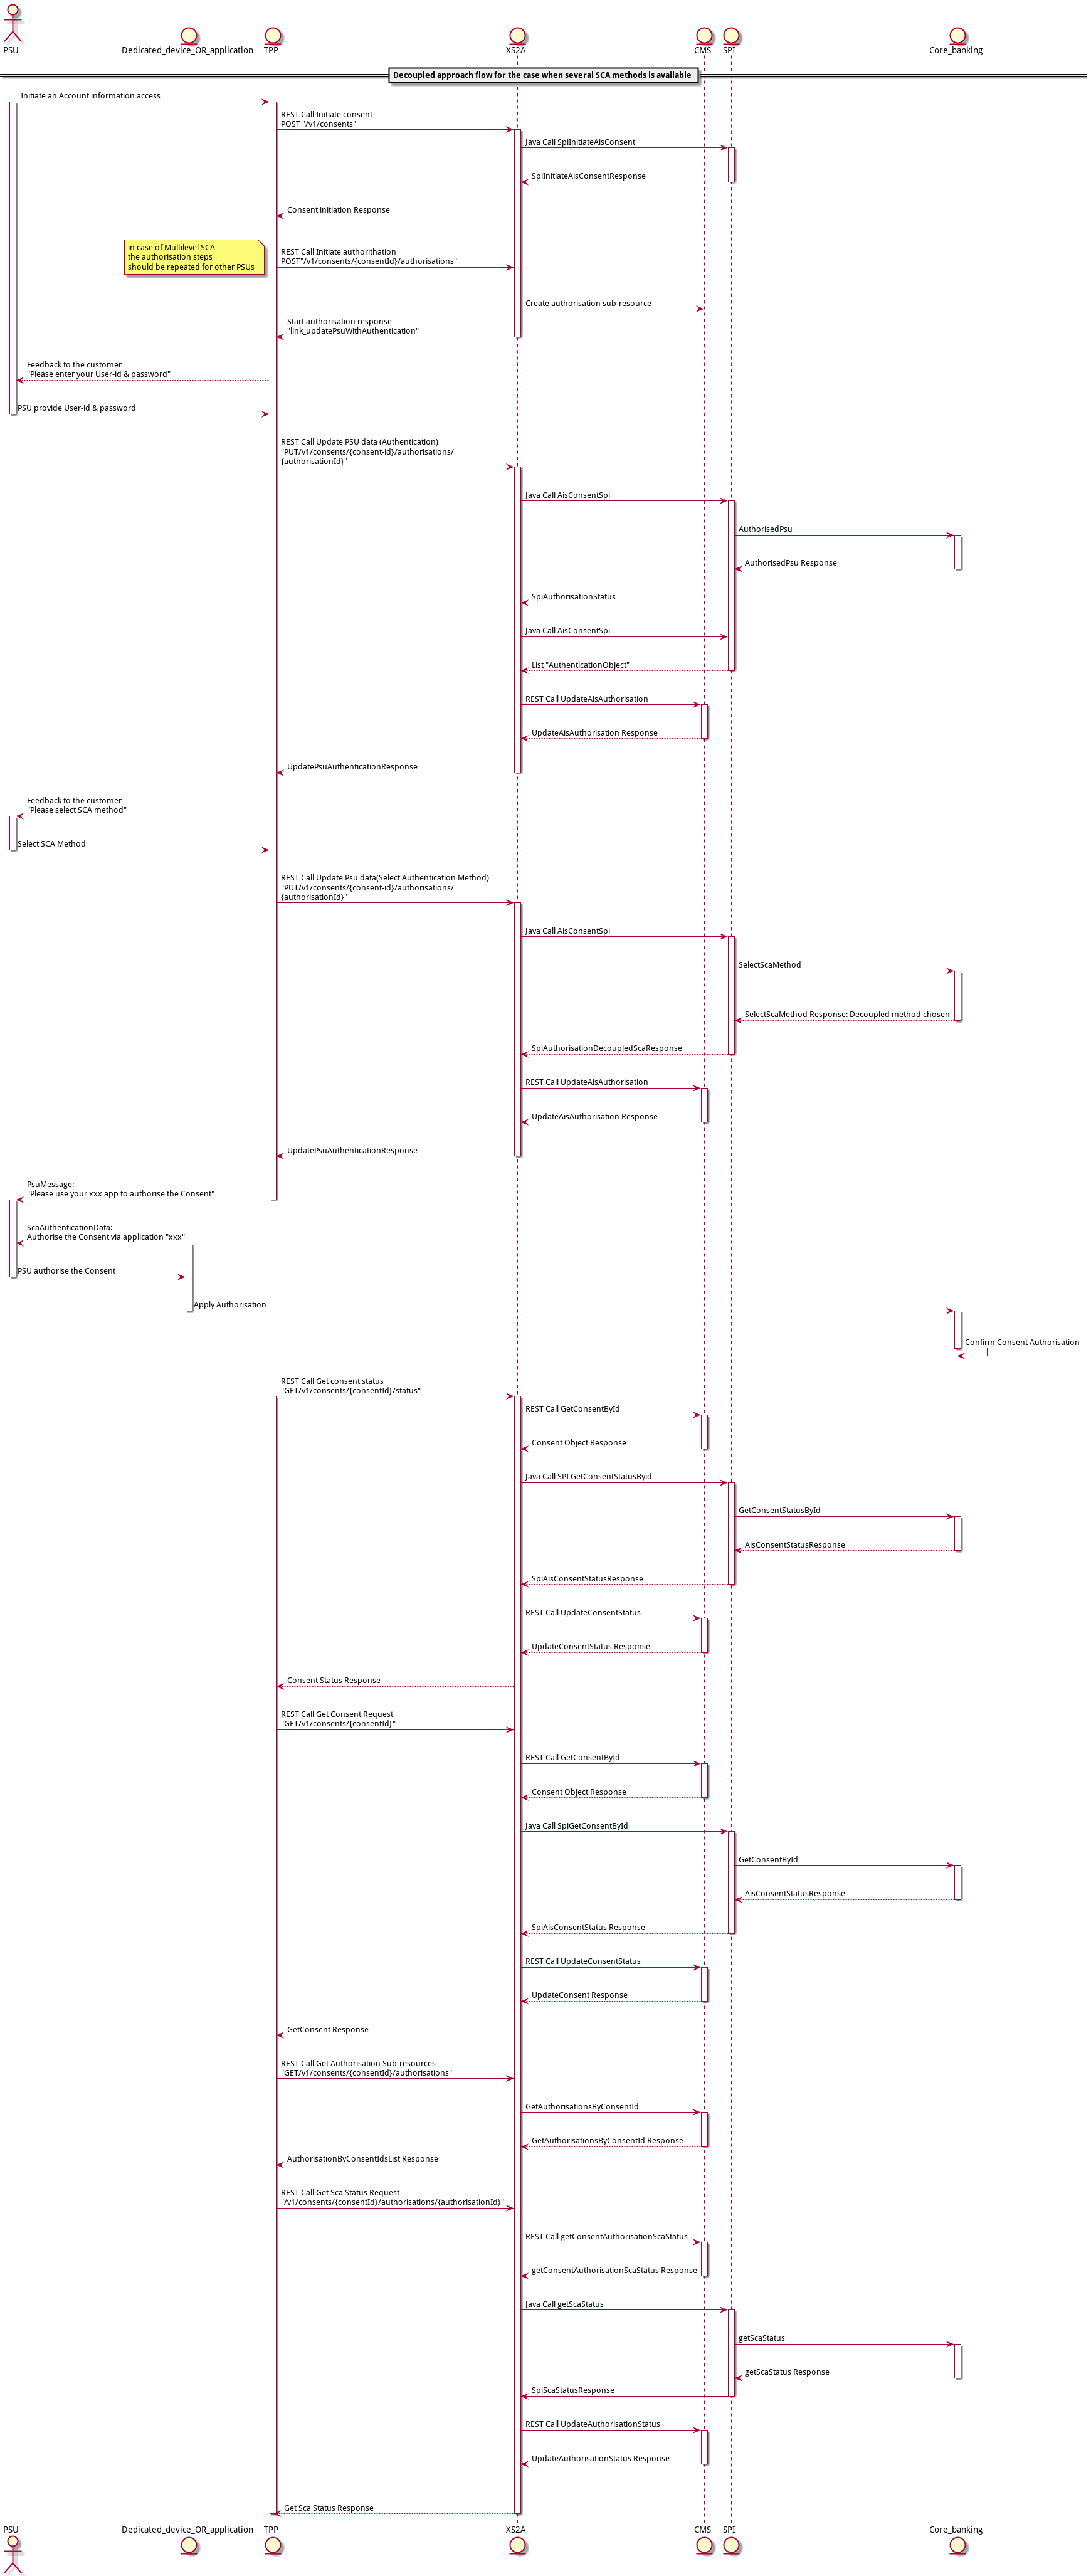 PSU
Dedicated_device_OR_application
TPP
XS2A
CMS
SPI
Core_banking
Dedicated approach flow for the case when several SCA methods is available
Initiate an Account information access
REST Call Initiate consent
POST "/v1/consents"
Java Call SpiInitiateAisConsent
SpiInitiateAisConsentResponse
Consent initiation Response
in case of Multilevel SCA
the authorisation steps
should be repeated for other PSUs
REST Call Initiate authorithation
POST"/v1/consents/{consentId}/authorisations"
Create authorisation sub-resource
Start authorisation response
"link_updatePsuWithAuthentication"
Feedback to the customer
"Please enter your User-id & password"
PSU provide User-id & password
REST Call Update PSU data (Authentication)
"PUT/v1/consents/{consent-id}/authorisations/
{authorisationId}"
Java Call AisConsentSpi
AuthorisedPsu
AuthorisedPsu Response
SpiAuthorisationStatus
Java Call AisConsentSpi
List "AuthenticationObject"
REST Call UpdateAisAuthorisation
UpdateAisAuthorisation Response
UpdatePsuAuthenticationResponse
Feedback to the customer
"Please select SCA method"
Select SCA Method
REST Call Update Psu data(Select Authentication Method)
"PUT/v1/consents/{consent-id}/authorisations/
{authorisationId}"
Java Call AisConsentSpi
SelectScaMethod
SelectScaMethod Response: Decoupled method chosen
SpiAuthorisationDecoupledScaResponse
REST Call UpdateAisAuthorisation
UpdateAisAuthorisation Response
UpdatePsuAuthenticationResponse
PsuMessage:
"Please use your xxx app to authorise the Consent"
ScaAuthenticationData:
Authorise the Consent via application "xxx"
PSU authorise the Consent
Apply Authorisation
Confirm Consent Authorisation
REST Call Get consent status
"GET/v1/consents/{consentId}/status"
REST Call GetConsentById
Consent Object Response
Java Call SPI GetConsentStatusByid
GetConsentStatusById
AisConsentStatusResponse
SpiAisConsentStatusResponse
REST Call UpdateConsentStatus
UpdateConsentStatus Response
Consent Status Response
REST Call Get Consent Request
"GET/v1/consents/{consentId}"
REST Call GetConsentById
Consent Object Response
Java Call SpiGetConsentById
GetConsentById
AisConsentStatusResponse
SpiAisConsentStatus Response
REST Call UpdateConsentStatus
UpdateConsent Response
GetConsent Response
REST Call Get Authorisation Sub-resources
"GET/v1/consents/{consentId}/authorisations"
GetAuthorisationsByConsentId
GetAuthorisationsByConsentId Response
AuthorisationByConsentIdsList Response
REST Call Get Sca Status Request
"/v1/consents/{consentId}/authorisations/{authorisationId}"
REST Call getConsentAuthorisationScaStatus
getConsentAuthorisationScaStatus Response
Java Call getScaStatus
getScaStatus
getScaStatus Response
SpiScaStatusResponse
REST Call UpdateAuthorisationStatus
UpdateAuthorisationStatus Response
Get Sca Status Response
PSU
Dedicated_device_OR_application
TPP
XS2A
CMS
SPI
Core_banking